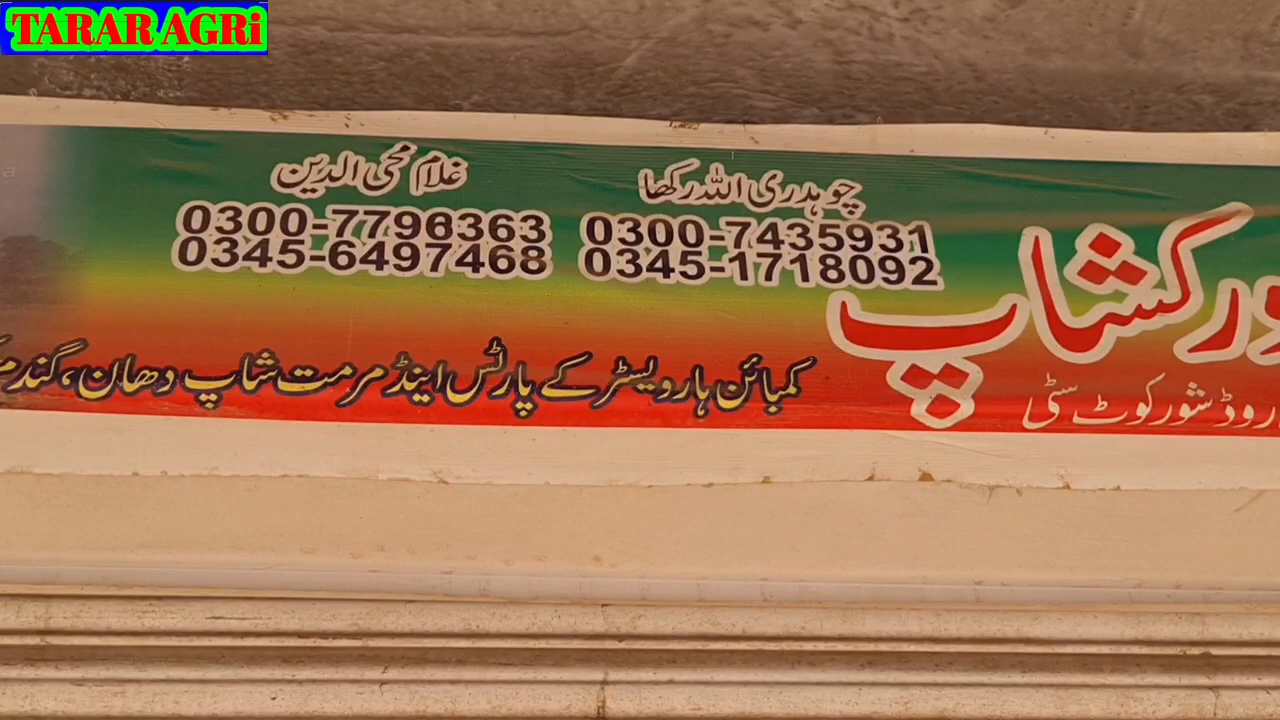 TARAR AGRi
چوہدری اللہ رکھا
0300-7435931
0345-1718092
غلام محی الدین
0300-7796363
0345-6497468
ورکشاپ
روڈ شورکوٹ سٹی
کمبائن ہارویسٹر کے پارٹس اینڈ مرمت شاپ دھان، گندم